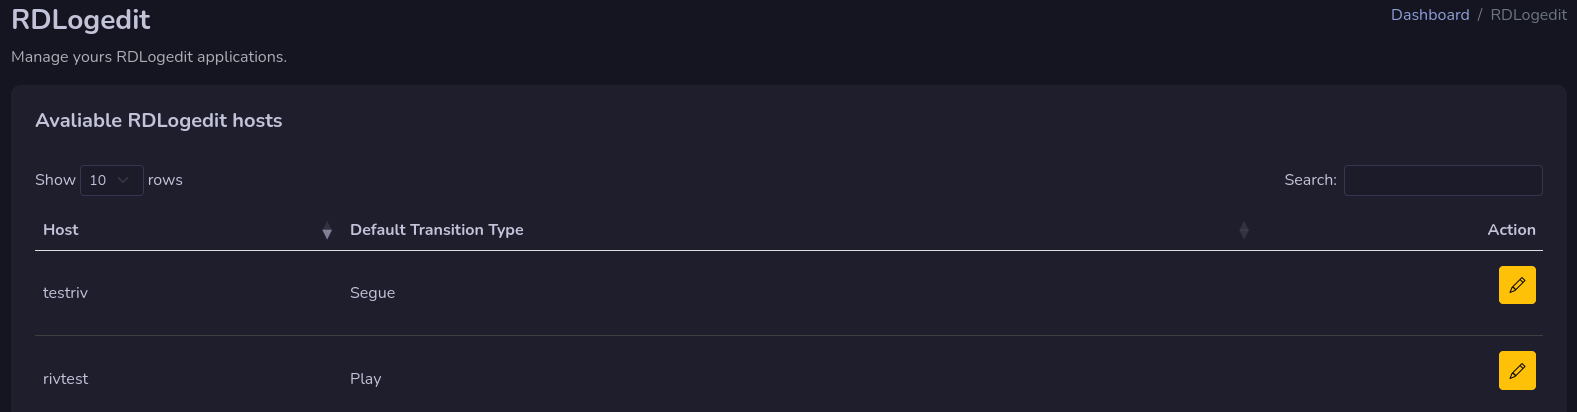 RDLogedit
Dashboard / RDLogedit
Manage yours RDLogedit applications.
Avaliable RDLogedit hosts
Show 10 rows
Search:
Host Default Transition Type Action
testriv Segue
rivtest Play